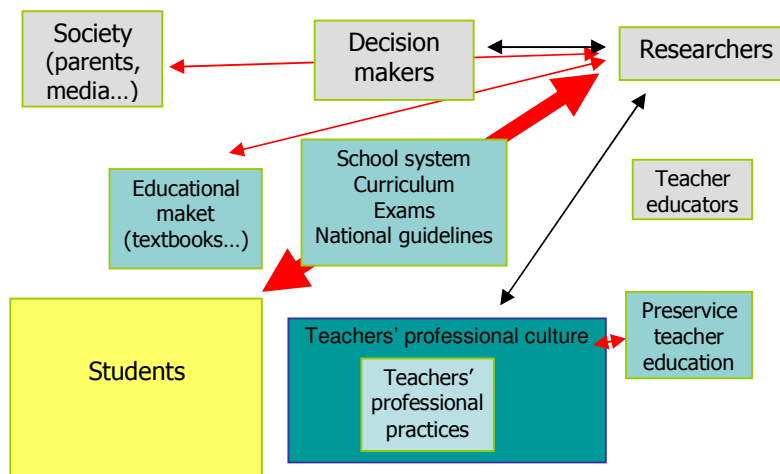 Society
(parents,
media...)
Decision
makers
Researchers
School system
Curriculum
Exams
National guidelines
Educational
maket
(textbooks...)
Teacher
educators
Students
Teachers' professional culture
Teachers'
professional
practices
Preservice
teacher
education